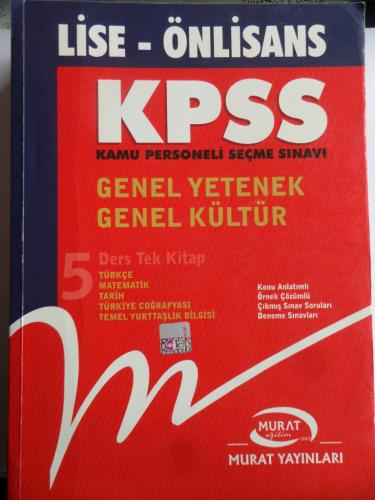 LİSE - ÖNLİSANS
KPSS
KAMU PERSONELİ SEÇME SINAVI
GENEL YETENEK
GENEL KÜLTÜR
5 Ders Tek Kitap
TÜRKÇE
MATEMATİK
TARİH
TÜRKİYE COĞRAFYASI
TEMEL YURTTAŞLIK BİLGİSİ
Konu Anlatımlı
Örnek Çözümlü
Çıkmış Sınav Soruları
Deneme Sınavları
MURAT
eğitim
MURAT YAYINLARI